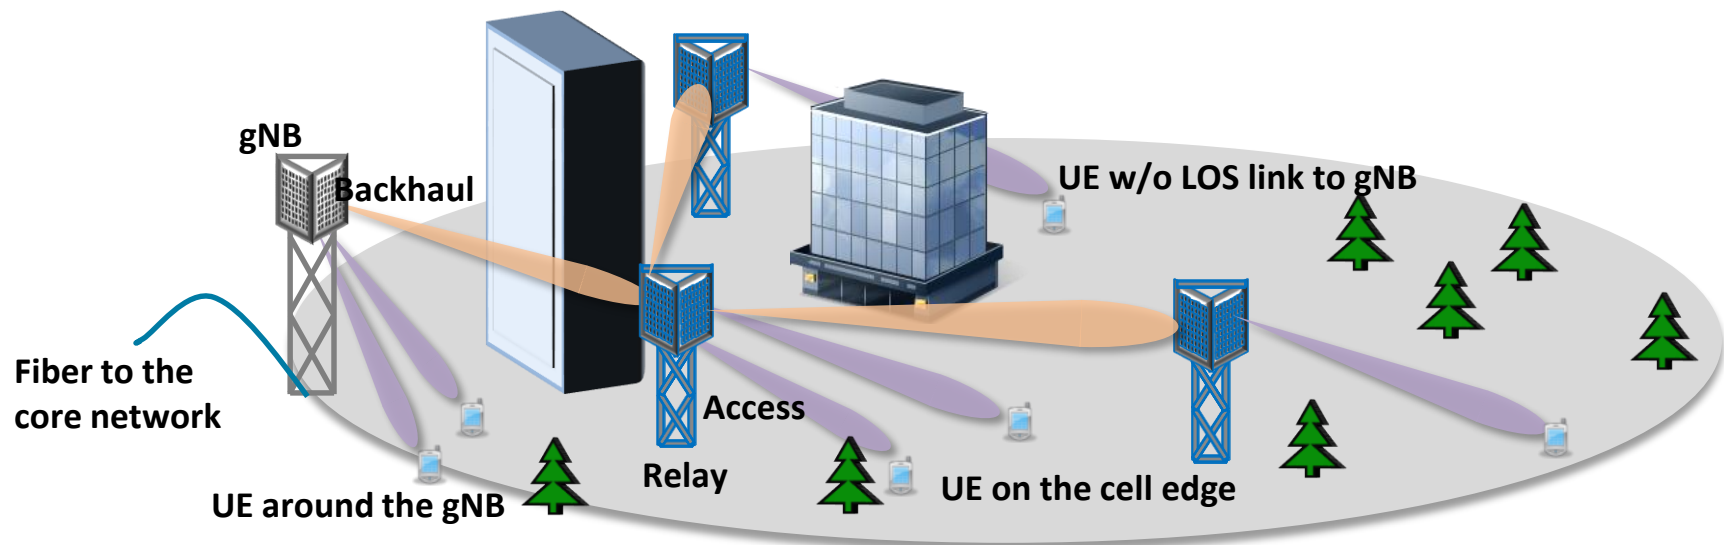 gNB
Backhaul
UE w/o LOS link to gNB
Fiber to the
core network
Access
Relay
UE on the cell edge
UE around the gNB